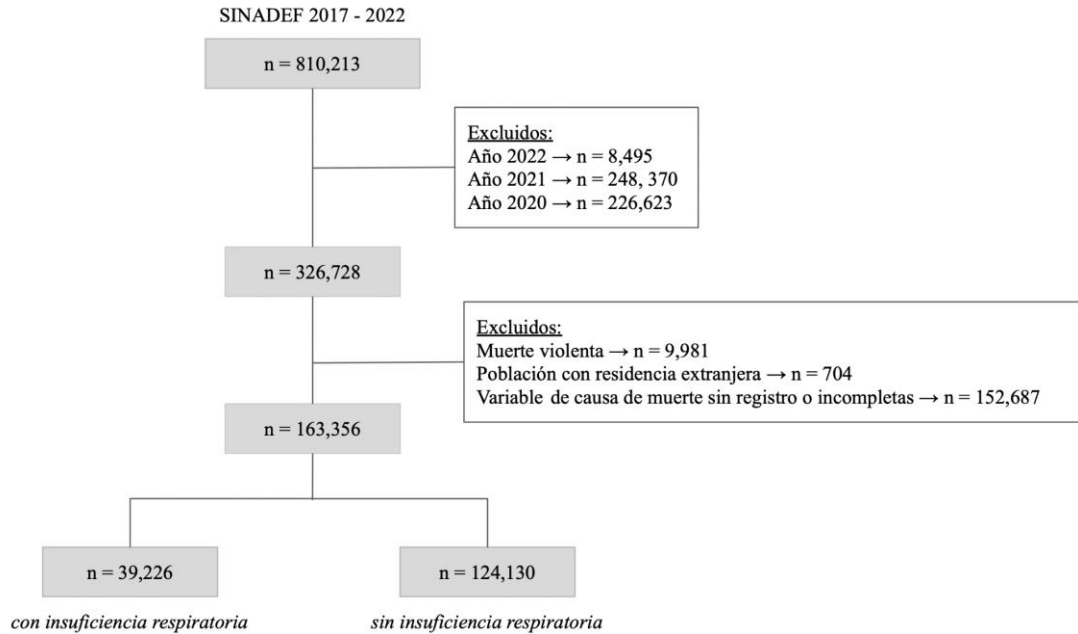 SINADEF 2017 - 2022
n = 810,213
Excluidos:
Año 2022 → n = 8,495
Año 2021 → n = 248, 370
Año 2020 → n = 226,623
n = 326,728
Excluidos:
Muerte violenta → n = 9,981
Población con residencia extranjera → n = 704
Variable de causa de muerte sin registro o incompletas → n = 152,687
n = 163,356
n = 39,226
n = 124,130
con insuficiencia respiratoria
sin insuficiencia respiratoria